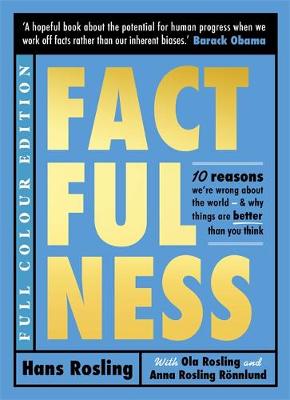 ‘A hopeful book about the potential for human progress when we
work off facts rather than our inherent biases.’ Barack Obama
FULL COLOUR EDITION
FACT
FUL
NESS
10 reasons
we're wrong about
the world – & why
things are better
than you think
Hans Rosling
With Ola Rosling and
Anna Rosling Rönnlund